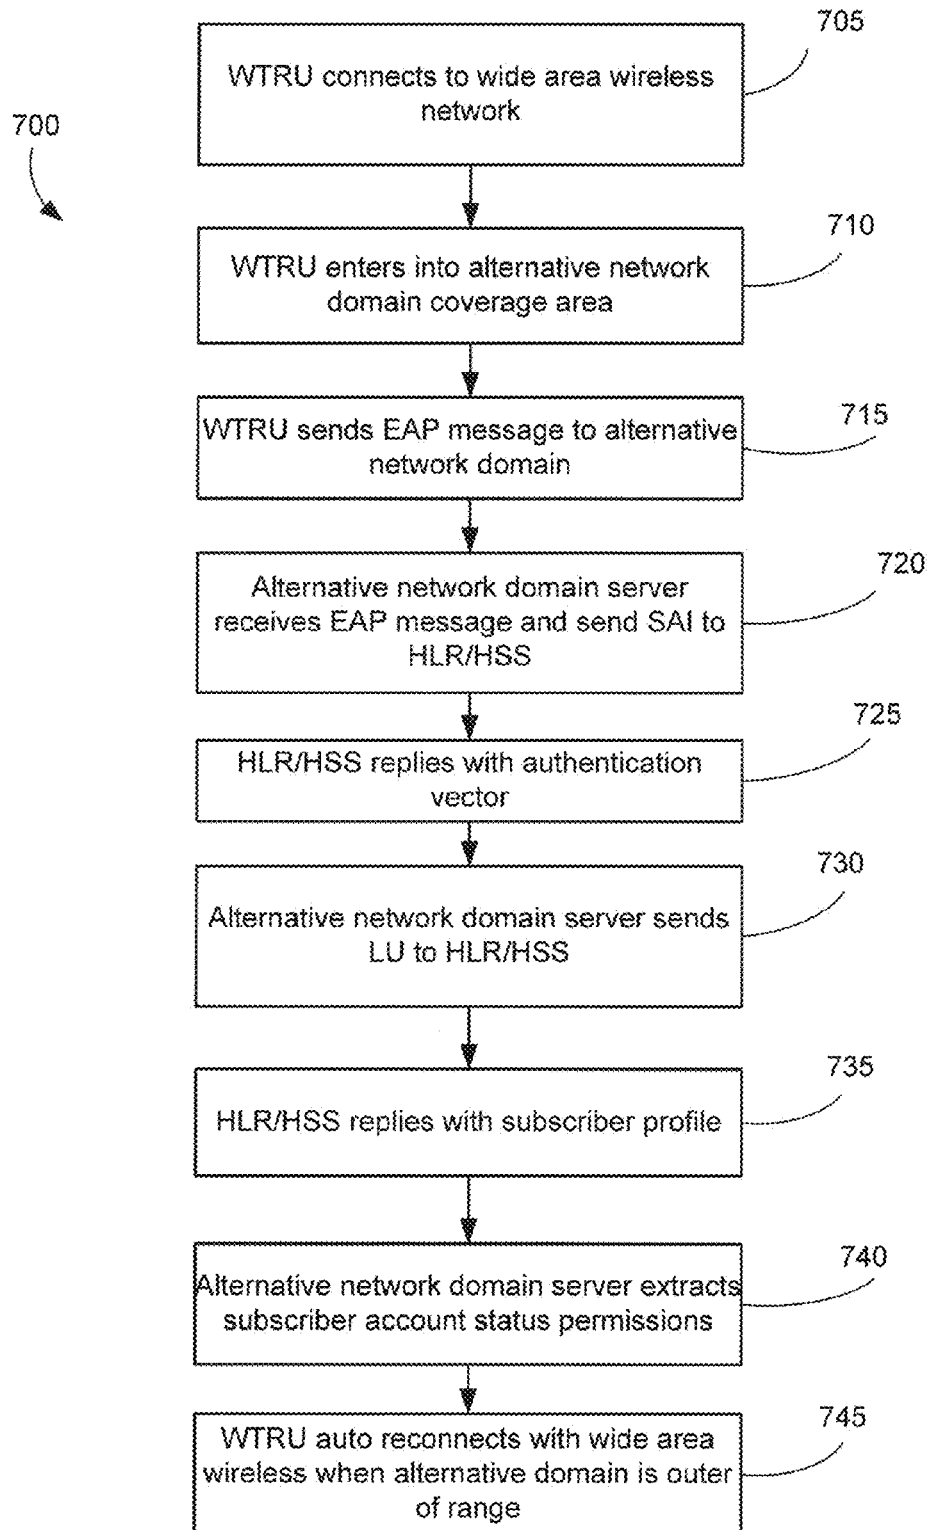 705
WTRU connects to wide area wireless
network
700
710
WTRU enters into alternative network
domain coverage area
715
WTRU sends EAP message to alternative
network domain
720
Alternative network domain server
receives EAP message and send SAI to
HLR/HSS
725
HLR/HSS replies with authentication
vector
730
Alternative network domain server sends
LU to HLR/HSS
735
HLR/HSS replies with subscriber profile
740
Alternative network domain server extracts
subscriber account status permissions
745
WTRU auto reconnects with wide area
wireless when alternative domain is outer
of range